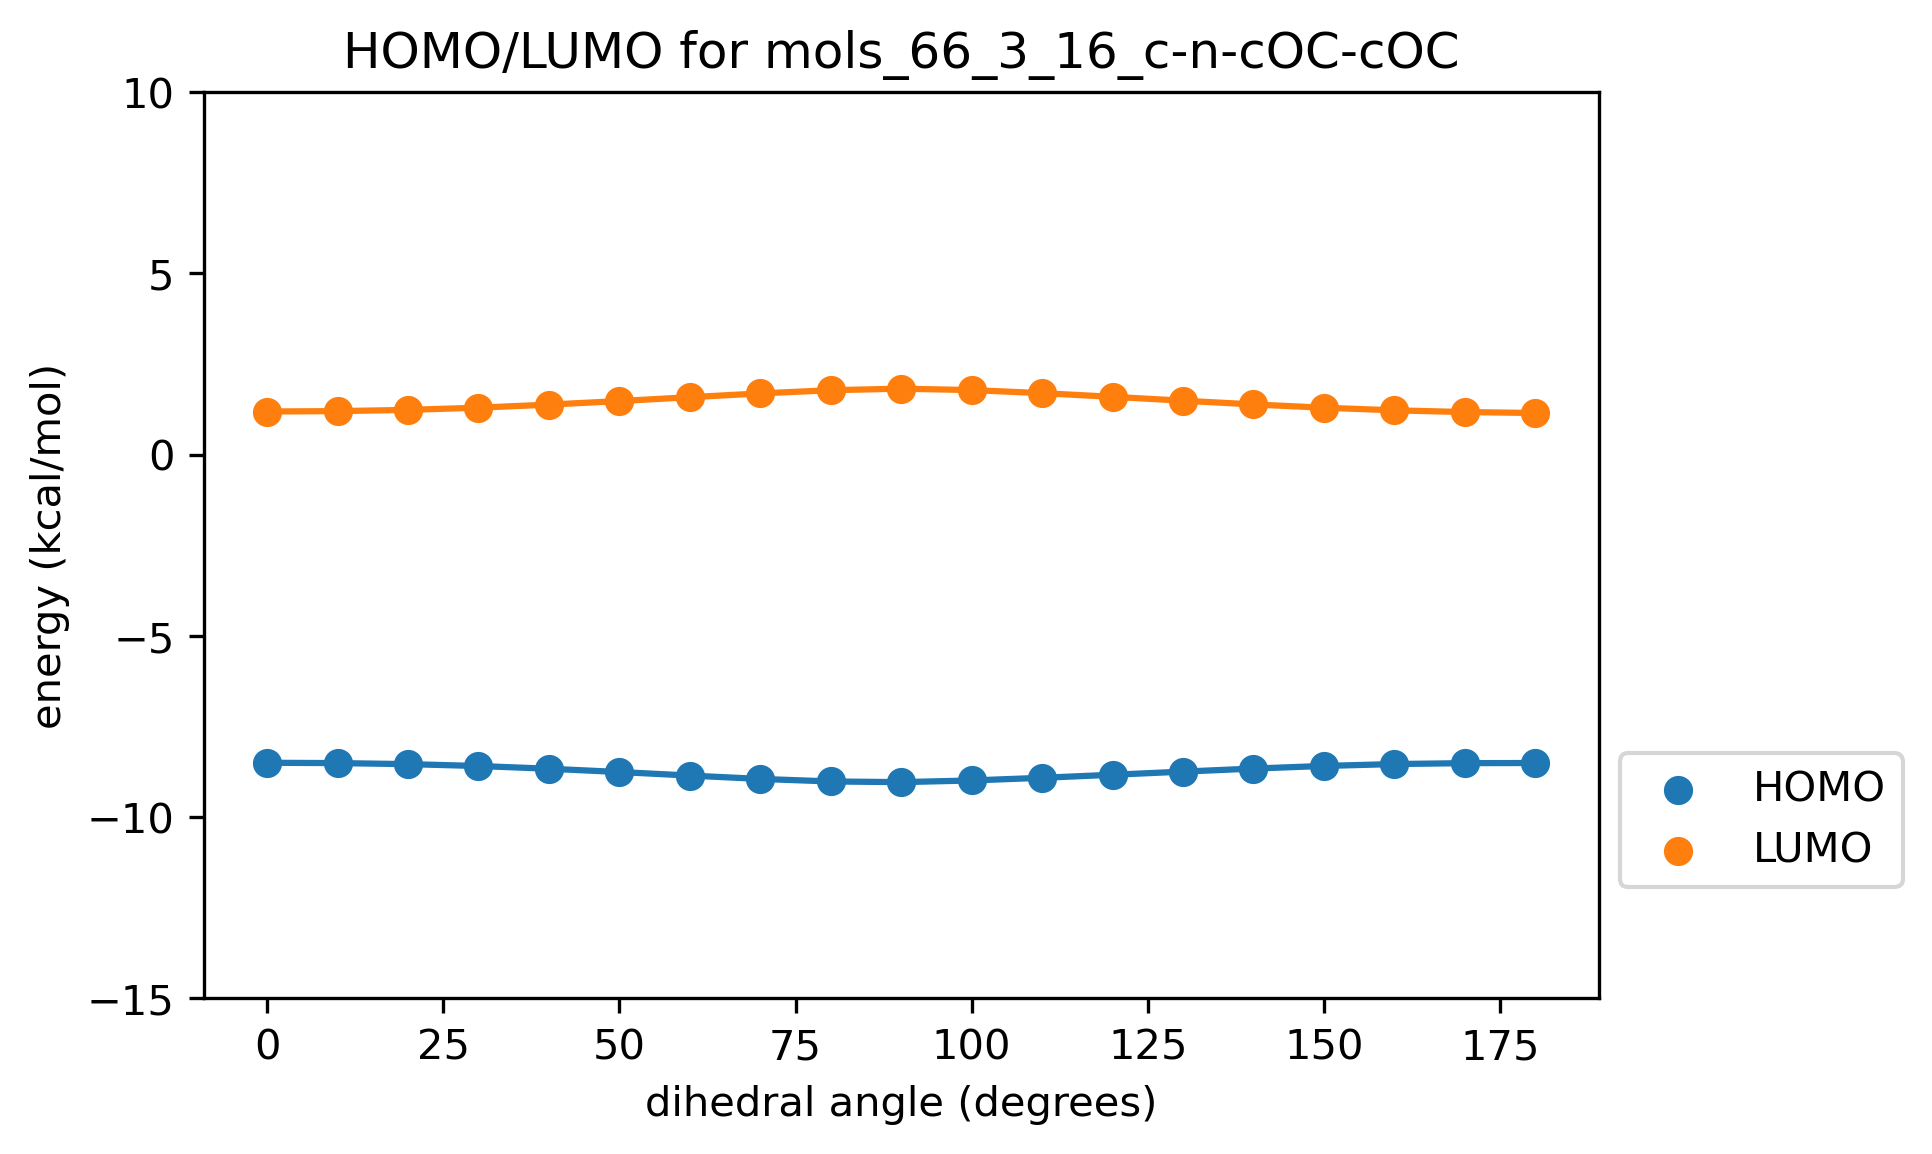 HOMO/LUMO for mols_66_3_16_c-n-cOC-cOC
10
5
0
−5
−10
−15
energy (kcal/mol)
0 25 50 75 100 125 150 175
dihedral angle (degrees)
HOMO
LUMO